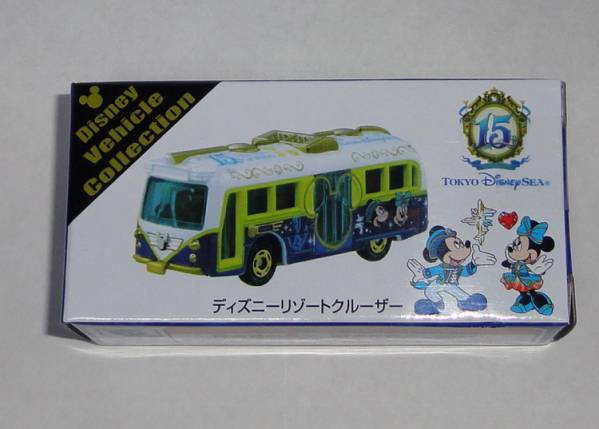 Disney
Vehicle
Collection
15
15
TOKYO DISNEYSEA®
ディズニーリゾートクルーザー